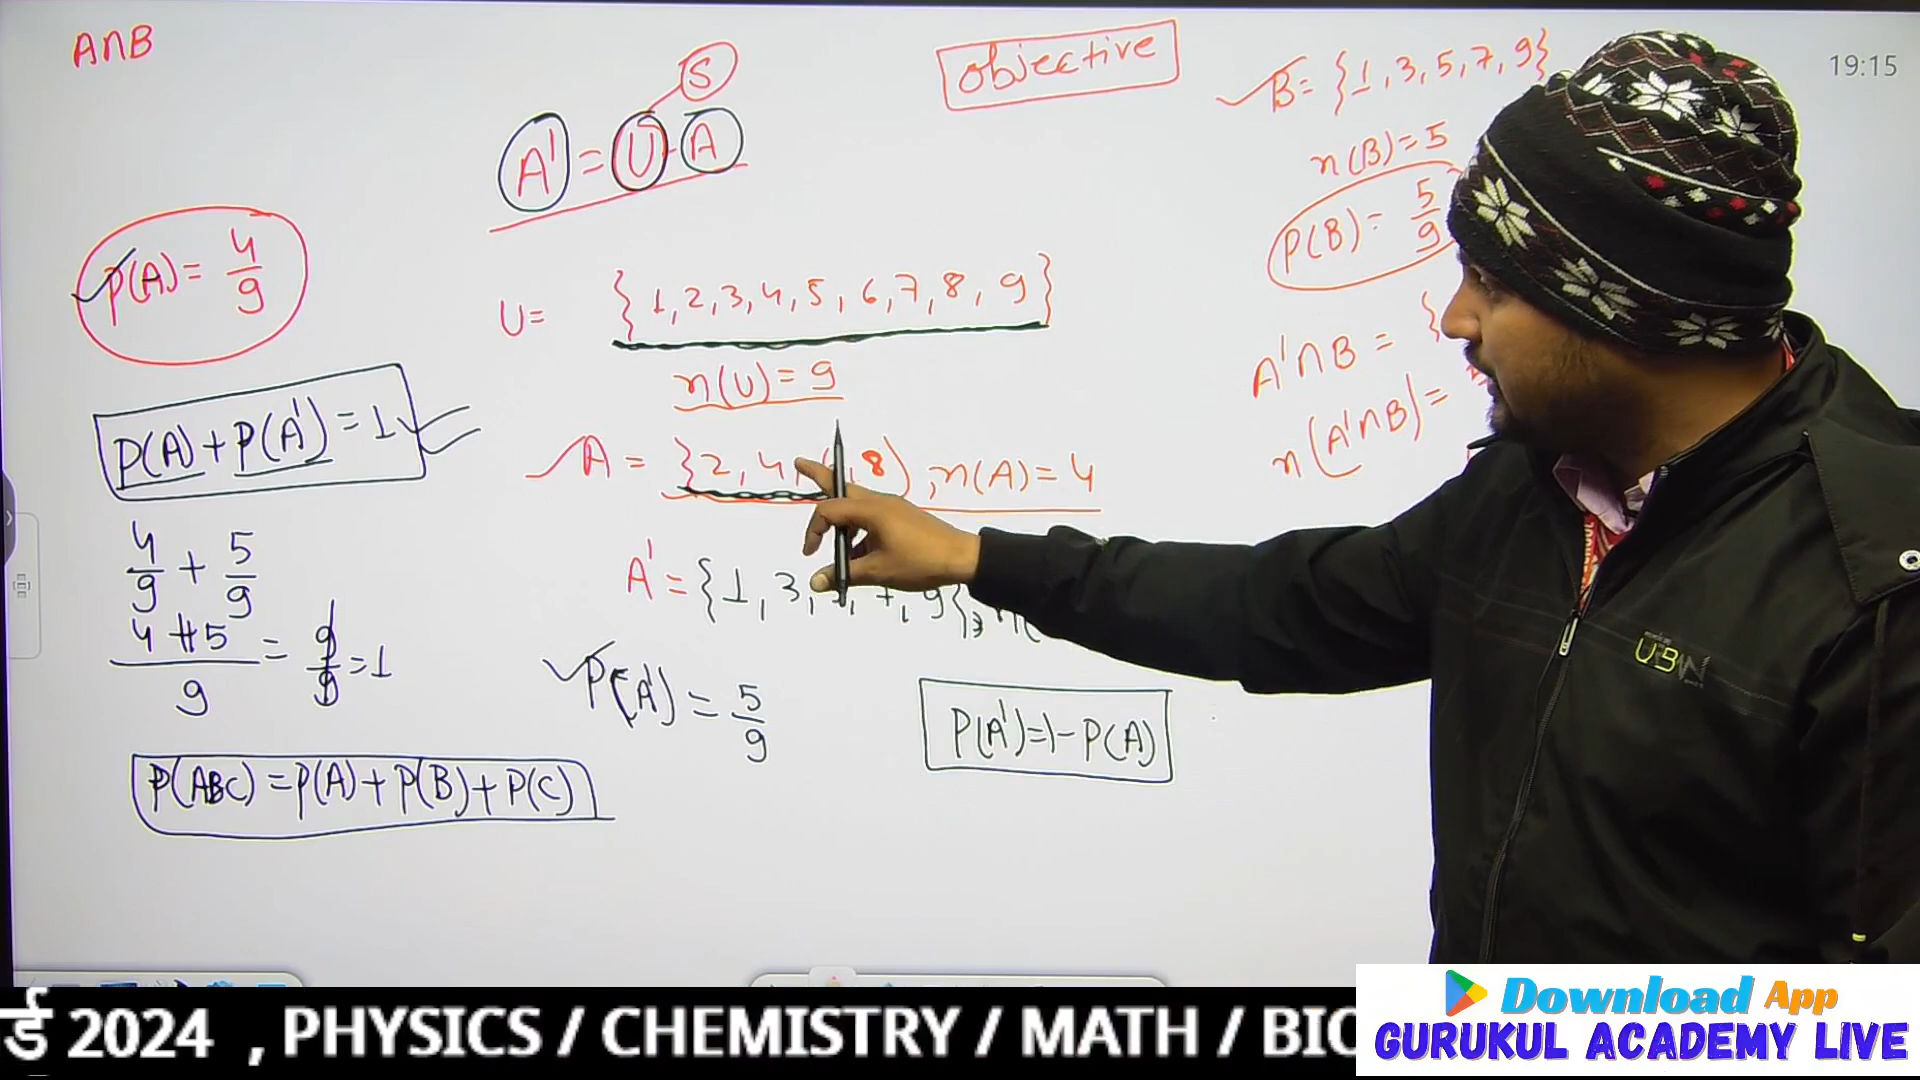 A∩B
S
A' = U - A
objective
B = {1, 3, 5, 7, 9}
19:15
n(B) = 5
P(B) = 5/9
P(A) = 4/9
U = {1, 2, 3, 4, 5, 6, 7, 8, 9}
n(U) = 9
A'∩B = {
n(A'∩B) =
P(A) + P(A') = 1
A = {2, 4, 8), n(A) = 4
4/9 + 5/9
A' = {1, 3, 7, 9}, n(
4+5/9 = 9/9 = 1
P(A') = 5/9
P(A') = 1 - P(A)
P(ABC) = P(A) + P(B) + P(C)
UBW
Download App
GURUKUL ACADEMY LIVE
र्ड 2024 , PHYSICS / CHEMISTRY / MATH / BIO